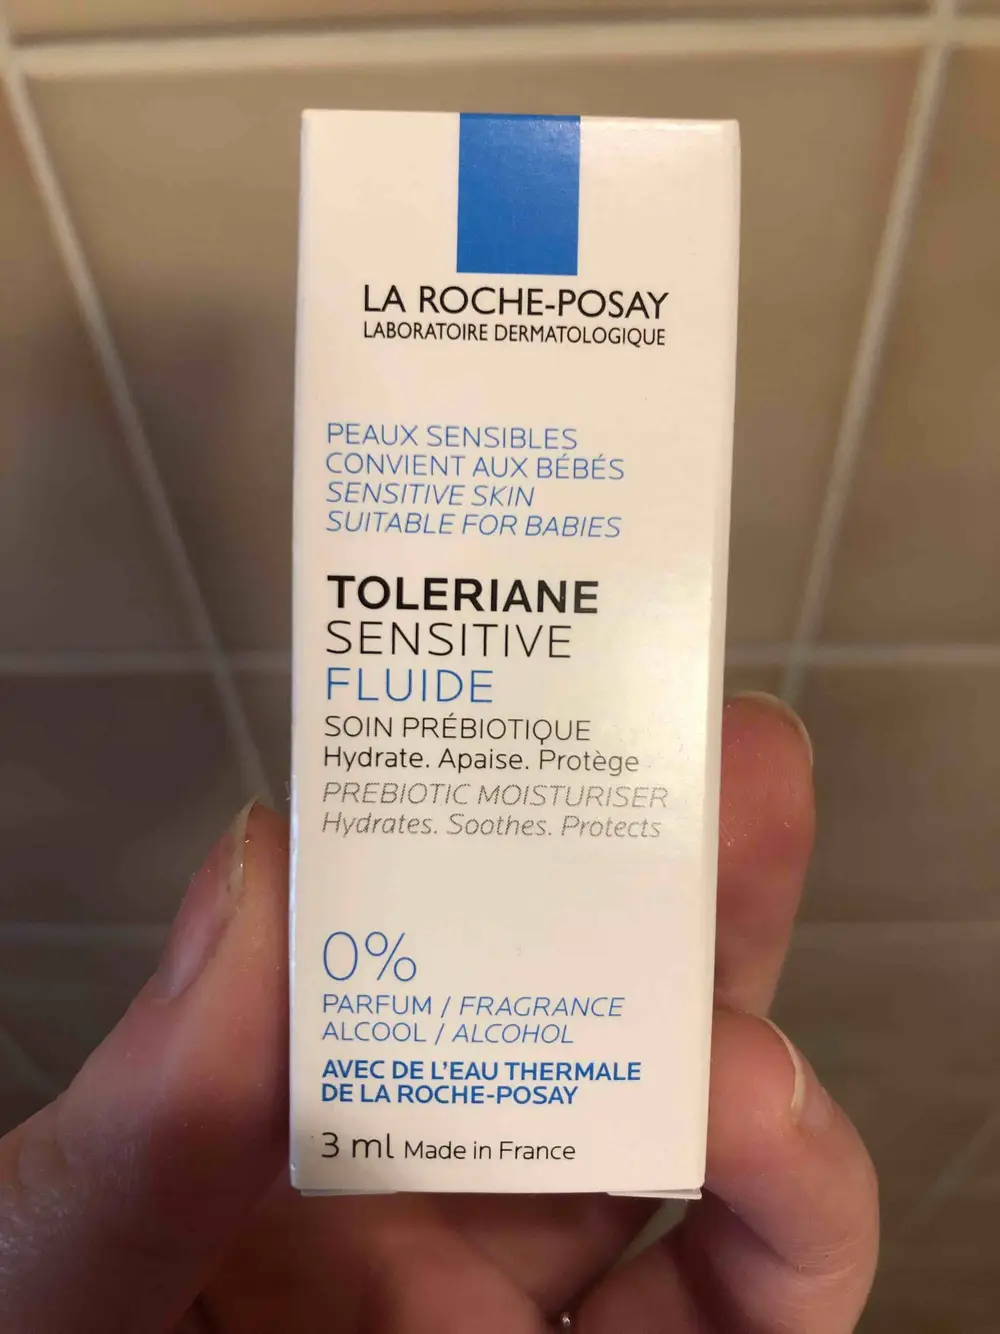 LA ROCHE-POSAY
LABORATOIRE DERMATOLOGIQUE
PEAUX SENSIBLES
CONVIENT AUX BÉBÉS
SENSITIVE SKIN
SUITABLE FOR BABIES
TOLERIANE
SENSITIVE
FLUIDE
SOIN PRÉBIOTIQUE
Hydrate. Apaise. Protège
PREBIOTIC MOISTURISER
Hydrates. Soothes. Protects
0%
PARFUM / FRAGRANCE
ALCOOL / ALCOHOL
AVEC DE L'EAU THERMALE
DE LA ROCHE-POSAY
3 ml Made in France